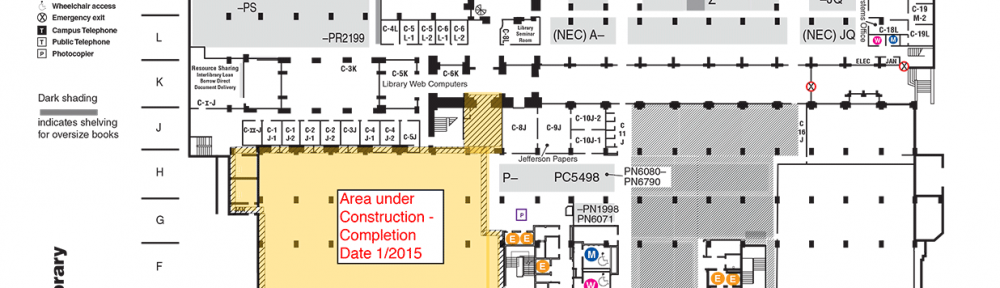 Wheelchair access
Emergency exit
T Campus Telephone
T Public Telephone
P Photocopier
Dark shading
indicates shelving
for oversize books
L
K
J
H
G
F
–PS
–PR2199
C-4L
C-5
L-1
C-5
L-2
C-6
L-1
C-6
L-2
C-8L
Library
Seminar
Room
Z
(NEC) A–
–JQ
(NEC) JQ
C-18L
C-19
M-2
C-19L
W
M
ELEC
JAN
Resource Sharing
Interlibrary Loan
Borrow Direct
Document Delivery
C-x-J
C-3K
C-5K
C-6K
Library Web Computers
C-xx-J
C-1
J-1
C-1
J-2
C-2
J-1
C-2
J-2
C-3J
C-4
J-1
C-4
J-2
C-5J
C-8J
C-9J
C-10J-2
C-10J-1
C
11
J
C
16
J
Jefferson Papers
P–
PC5498
PN6080–
PN6790
–PN1998
PN6071
P
Area under
Construction -
Completion
Date 1/2015
E
E
E
M
W
E
E